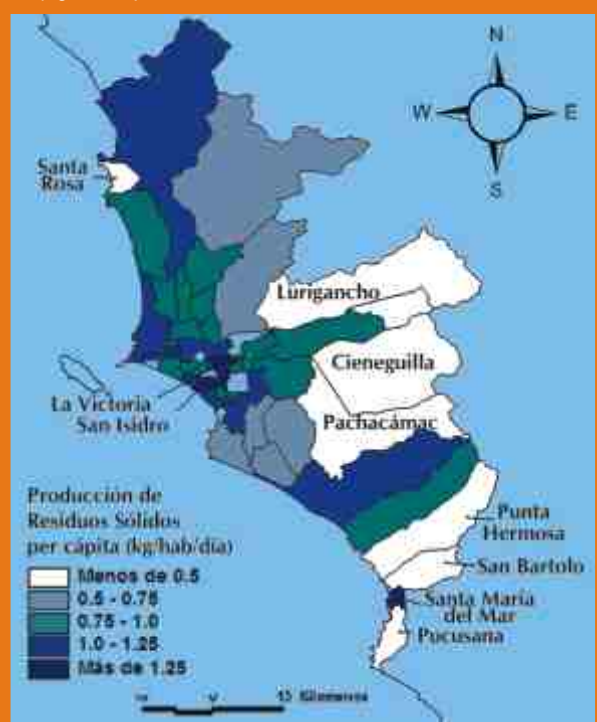 N
W E
S
Santa
Rosa
Lurigancho
Cieneguilla
La Victoria
San Isidro
Pachacámac
Producción de
Residuos Sólidos
per cápita (kg/hab/día)
Menos de 0.5
0.5 - 0.75
0.75 - 1.0
1.0 - 1.25
Más de 1.25
Punta
Hermosa
San Bartolo
Santa María
del Mar
Pucusana
15 Kilometros